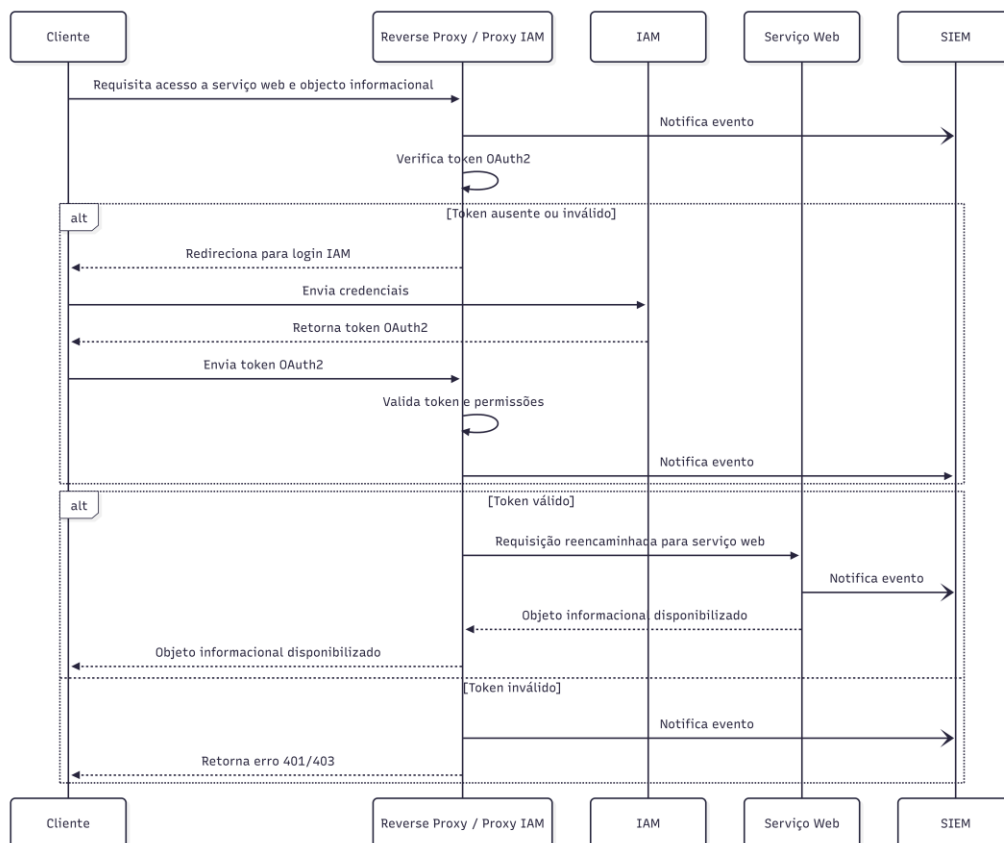 Cliente
Reverse Proxy / Proxy IAM
IAM
Serviço Web
SIEM
Requisita acesso a serviço web e objecto informacional
Notifica evento
Verifica token OAuth2
alt
[Token ausente ou inválido]
Redireciona para login IAM
Envia credenciais
Retorna token OAuth2
Envia token OAuth2
Valida token e permissões
Notifica evento
alt
[Token válido]
Requisição reencaminhada para serviço web
Notifica evento
Objeto informacional disponibilizado
Objeto informacional disponibilizado
[Token inválido]
Notifica evento
Retorna erro 401/403
Cliente
Reverse Proxy / Proxy IAM
IAM
Serviço Web
SIEM